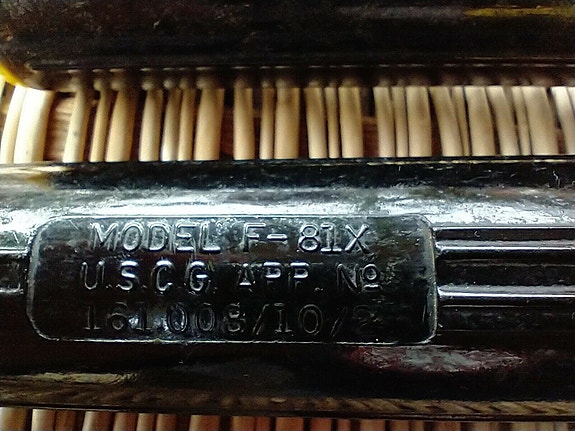 MODEL F-81X
U.S.C.G. APP. Nº
161.008/10/2